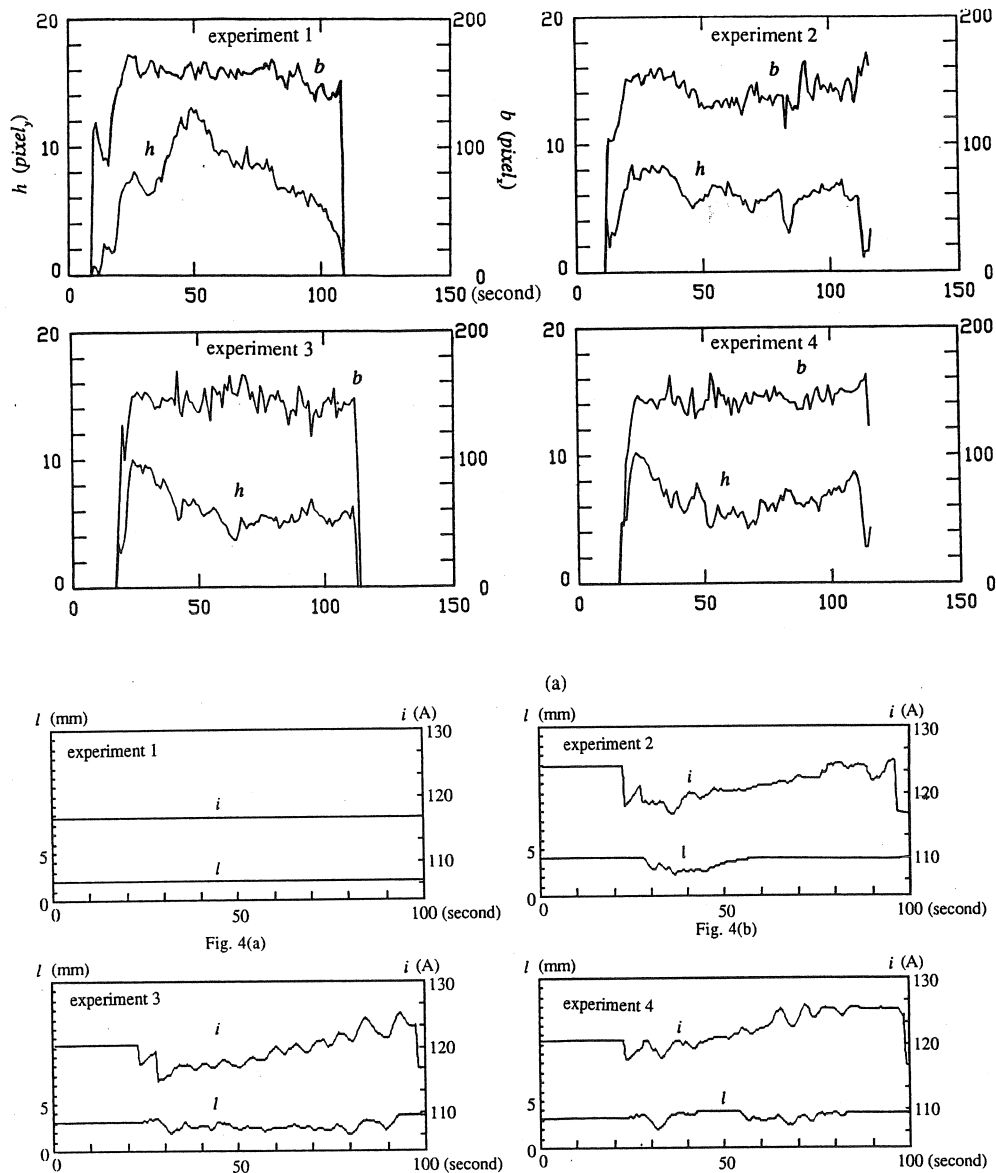 20
experiment 1
200
b
h (pixel_y)
10
h
100
b (pixel_x)
0
0
0
50
100
150
(second)
20
experiment 2
200
b
10
h
100
0
0
0
50
100
150
20
experiment 3
200
b
10
h
100
0
0
0
50
100
150
20
experiment 4
200
b
10
h
100
0
0
0
50
100
150
(a)
l (mm)
i (A)
130
experiment 1
i
120
5
l
110
0
0
50
100 (second)
Fig. 4(a)
l (mm)
i (A)
130
experiment 2
i
120
5
l
110
0
0
50
100 (second)
Fig. 4(b)
l (mm)
i (A)
130
experiment 3
i
120
5
l
110
0
0
50
100 (second)
l (mm)
i (A)
130
experiment 4
i
120
5
l
110
0
0
50
100 (second)